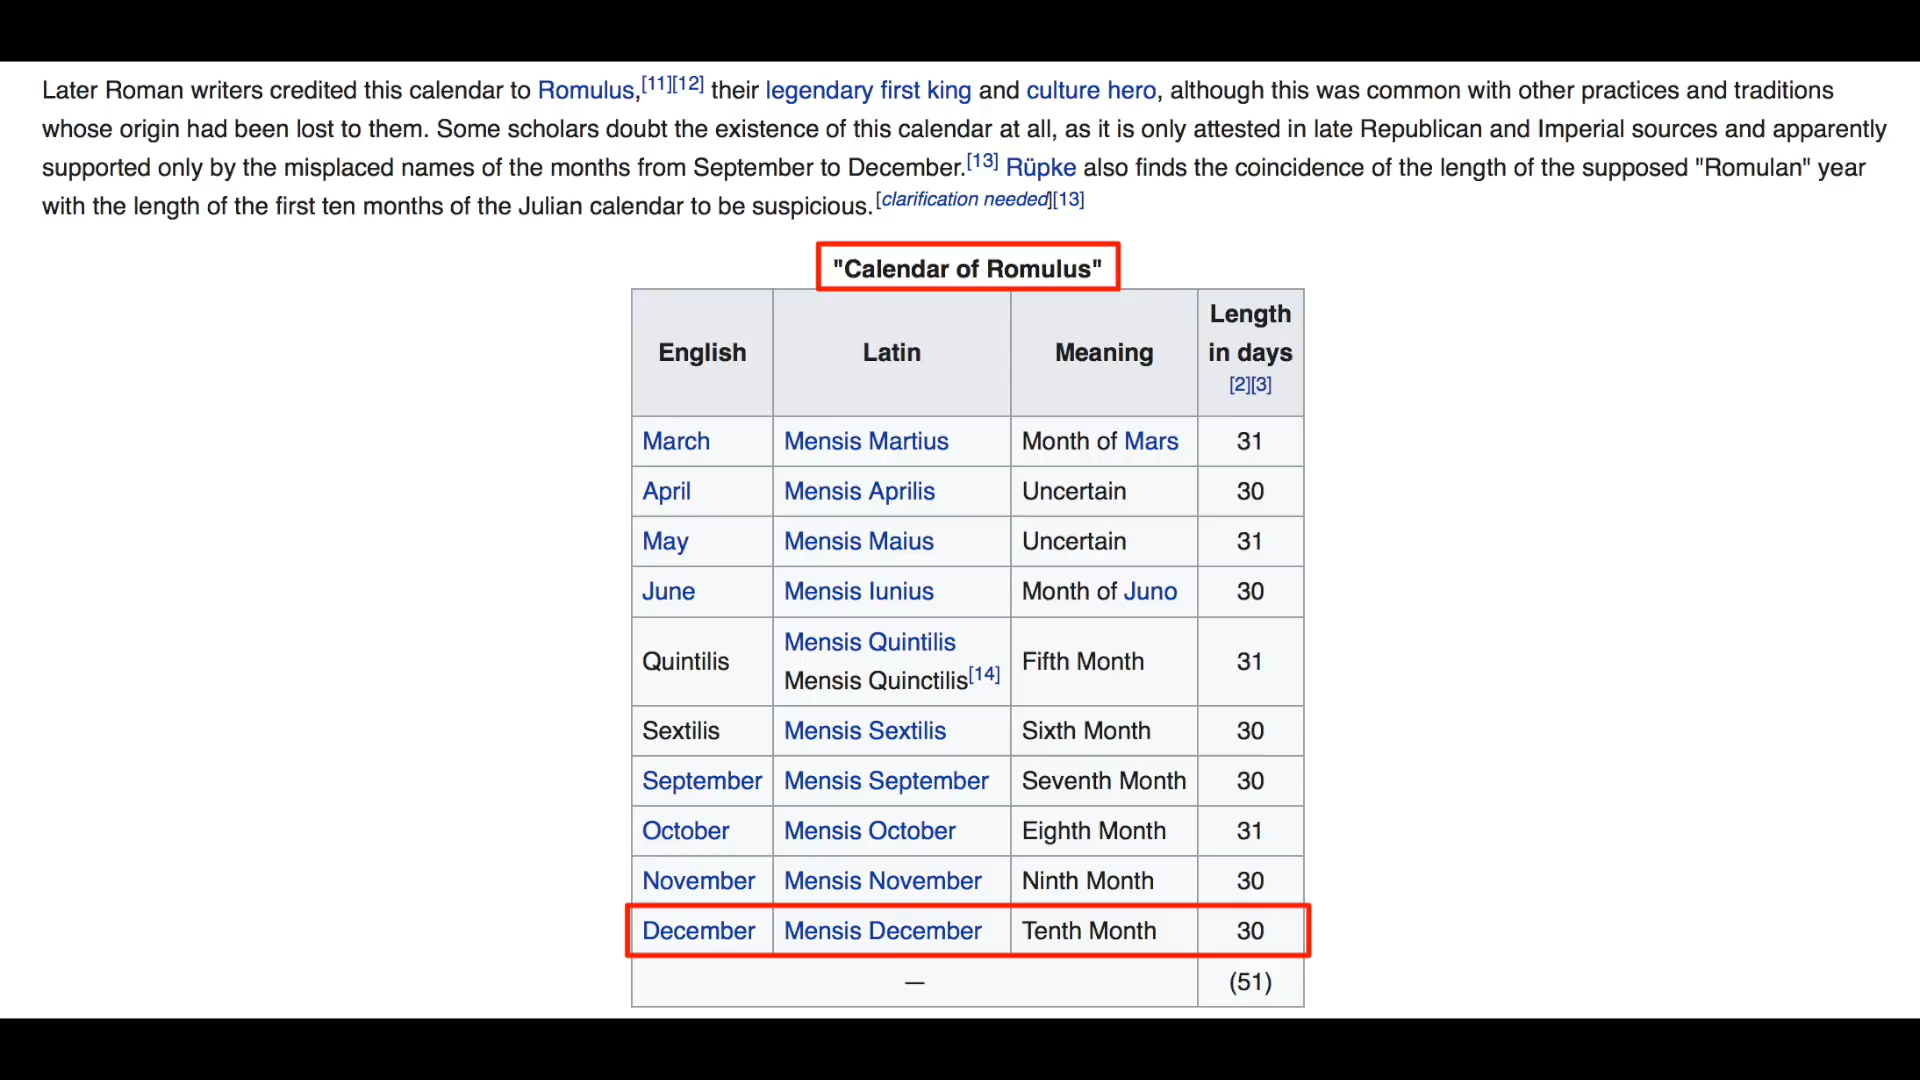 Later Roman writers credited this calendar to Romulus,[11][12] their legendary first king and culture hero, although this was common with other practices and traditions
whose origin had been lost to them. Some scholars doubt the existence of this calendar at all, as it is only attested in late Republican and Imperial sources and apparently
supported only by the misplaced names of the months from September to December.[13] Rüpke also finds the coincidence of the length of the supposed "Romulan" year
with the length of the first ten months of the Julian calendar to be suspicious.[clarification needed][13]
"Calendar of Romulus"
English Latin Meaning Length in days [2][3]
March Mensis Martius Month of Mars 31
April Mensis Aprilis Uncertain 30
May Mensis Maius Uncertain 31
June Mensis Iunius Month of Juno 30
Quintilis Mensis Quintilis Mensis Quinctilis[14] Fifth Month 31
Sextilis Mensis Sextilis Sixth Month 30
September Mensis September Seventh Month 30
October Mensis October Eighth Month 31
November Mensis November Ninth Month 30
December Mensis December Tenth Month 30
— (51)